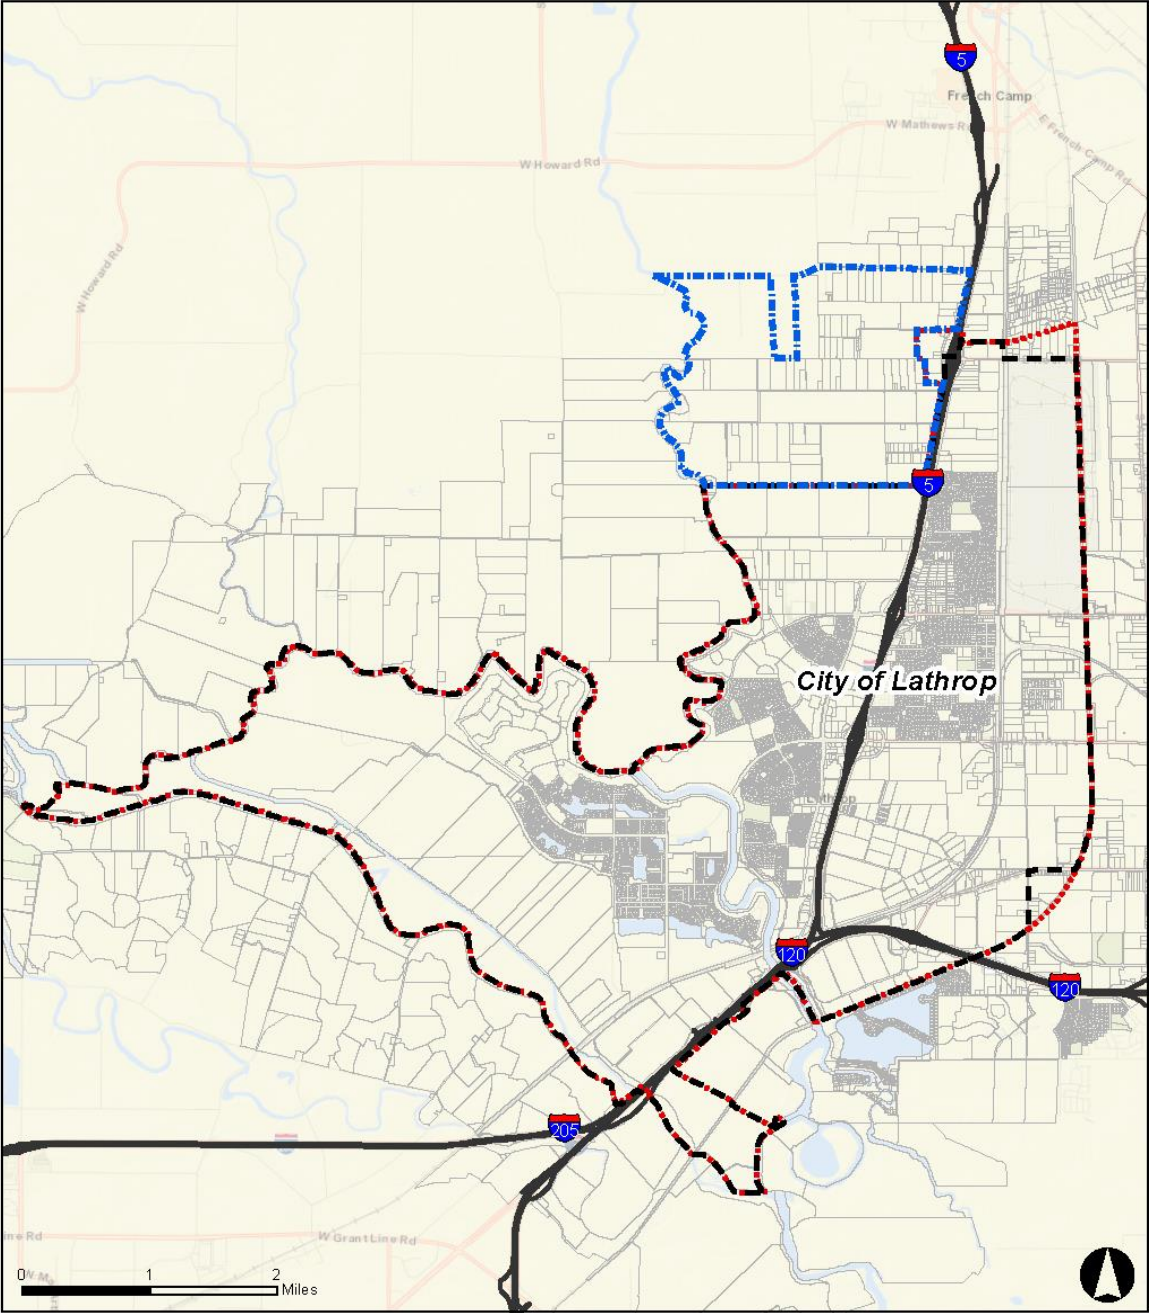 5
French Camp
W Mathews R
E French Camp Rd
W Howard Rd
W Howard Rd
5
City of Lathrop
Lathrop
120
120
205
ine Rd
W Grant Line Rd
0 1 2
Miles